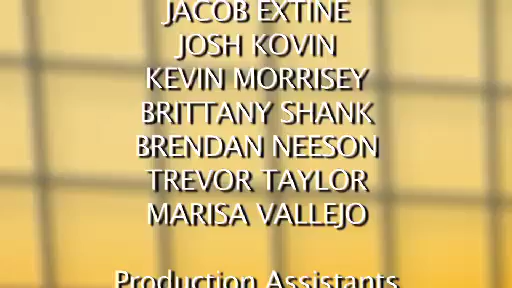 JACOB EXTINE
JOSH KOVIN
KEVIN MORRISEY
BRITTANY SHANK
BRENDAN NEESON
TREVOR TAYLOR
MARISA VALLEJO
Production Assistants